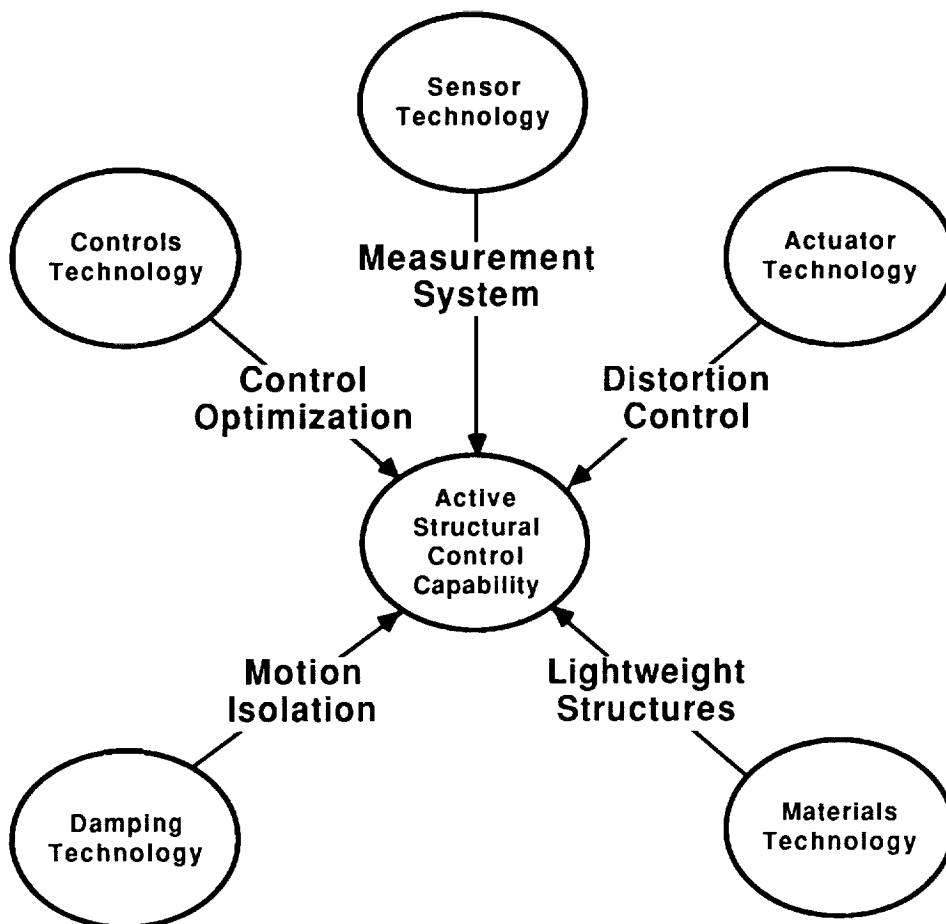 Sensor
Technology
Controls
Technology
Actuator
Technology
Measurement
System
Control
Optimization
Distortion
Control
Active
Structural
Control
Capability
Motion
Isolation
Lightweight
Structures
Damping
Technology
Materials
Technology